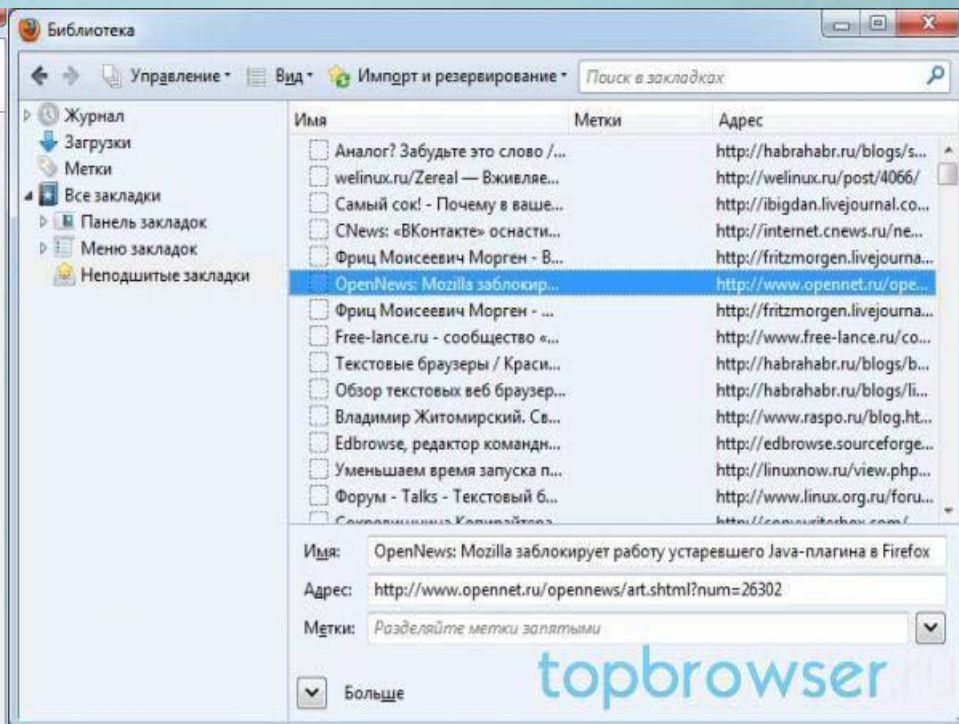 Библиотека
Управление Вид Импорт и резервирование Поиск в закладках
Журнал
Загрузки
Метки
Все закладки
Панель закладок
Меню закладок
Неподшитые закладки
Имя Метки Адрес
Аналог? Забудьте это слово /... http://habrahabr.ru/blogs/s...
welinux.ru/Zereal — Вживляе... http://welinux.ru/post/4066/
Самый сок! - Почему в ваше... http://ibigdan.livejournal.co...
CNews: «ВКонтакте» оснасти... http://internet.cnews.ru/ne...
Фриц Моисеевич Морген - В... http://fritzmorgen.livejourna...
OpenNews: Mozilla заблокир... http://www.opennet.ru/ope...
Фриц Моисеевич Морген - ... http://fritzmorgen.livejourna...
Free-lance.ru - сообщество «... http://www.free-lance.ru/co...
Текстовые браузеры / Краси... http://habrahabr.ru/blogs/b...
Обзор текстовых веб браузер... http://habrahabr.ru/blogs/li...
Владимир Житомирский. Св... http://www.raspo.ru/blog.ht...
Edbrowse, редактор командн... http://edbrowse.sourceforge...
Уменьшаем время запуска п... http://linuxnow.ru/view.php...
Форум - Talks - Текстовый б... http://www.linux.org.ru/foru...
Сокровищница Копирайтера http://copywriterbox.com/
Имя: OpenNews: Mozilla заблокирует работу устаревшего Java-плагина в Firefox
Адрес: http://www.opennet.ru/opennews/art.shtml?num=26302
Метки: Разделяйте метки запятыми
Больше
topbrowser.ru